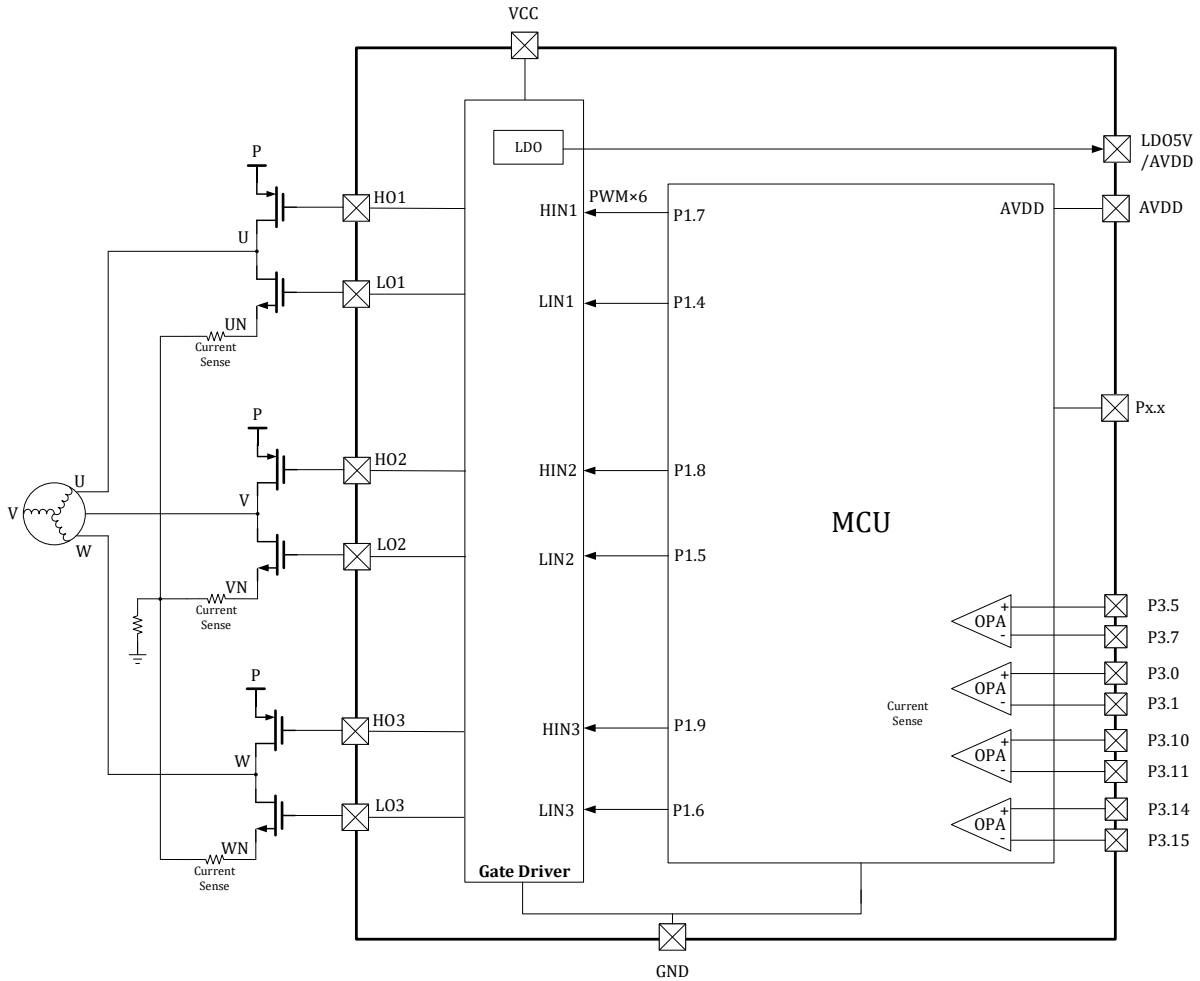 VCC
LDO
LDO5V
/AVDD
P
HO1
HIN1
PWM×6
P1.7
AVDD
AVDD
U
LO1
LIN1
P1.4
UN
Current
Sense
P
Px.x
HO2
HIN2
P1.8
U
V
V
W
MCU
LO2
LIN2
P1.5
VN
Current
Sense
OPA
+
-
P3.5
P3.7
P
OPA
+
-
P3.0
P3.1
Current
Sense
HO3
HIN3
P1.9
OPA
+
-
P3.10
P3.11
W
LO3
LIN3
P1.6
OPA
+
-
P3.14
P3.15
WN
Current
Sense
Gate Driver
GND